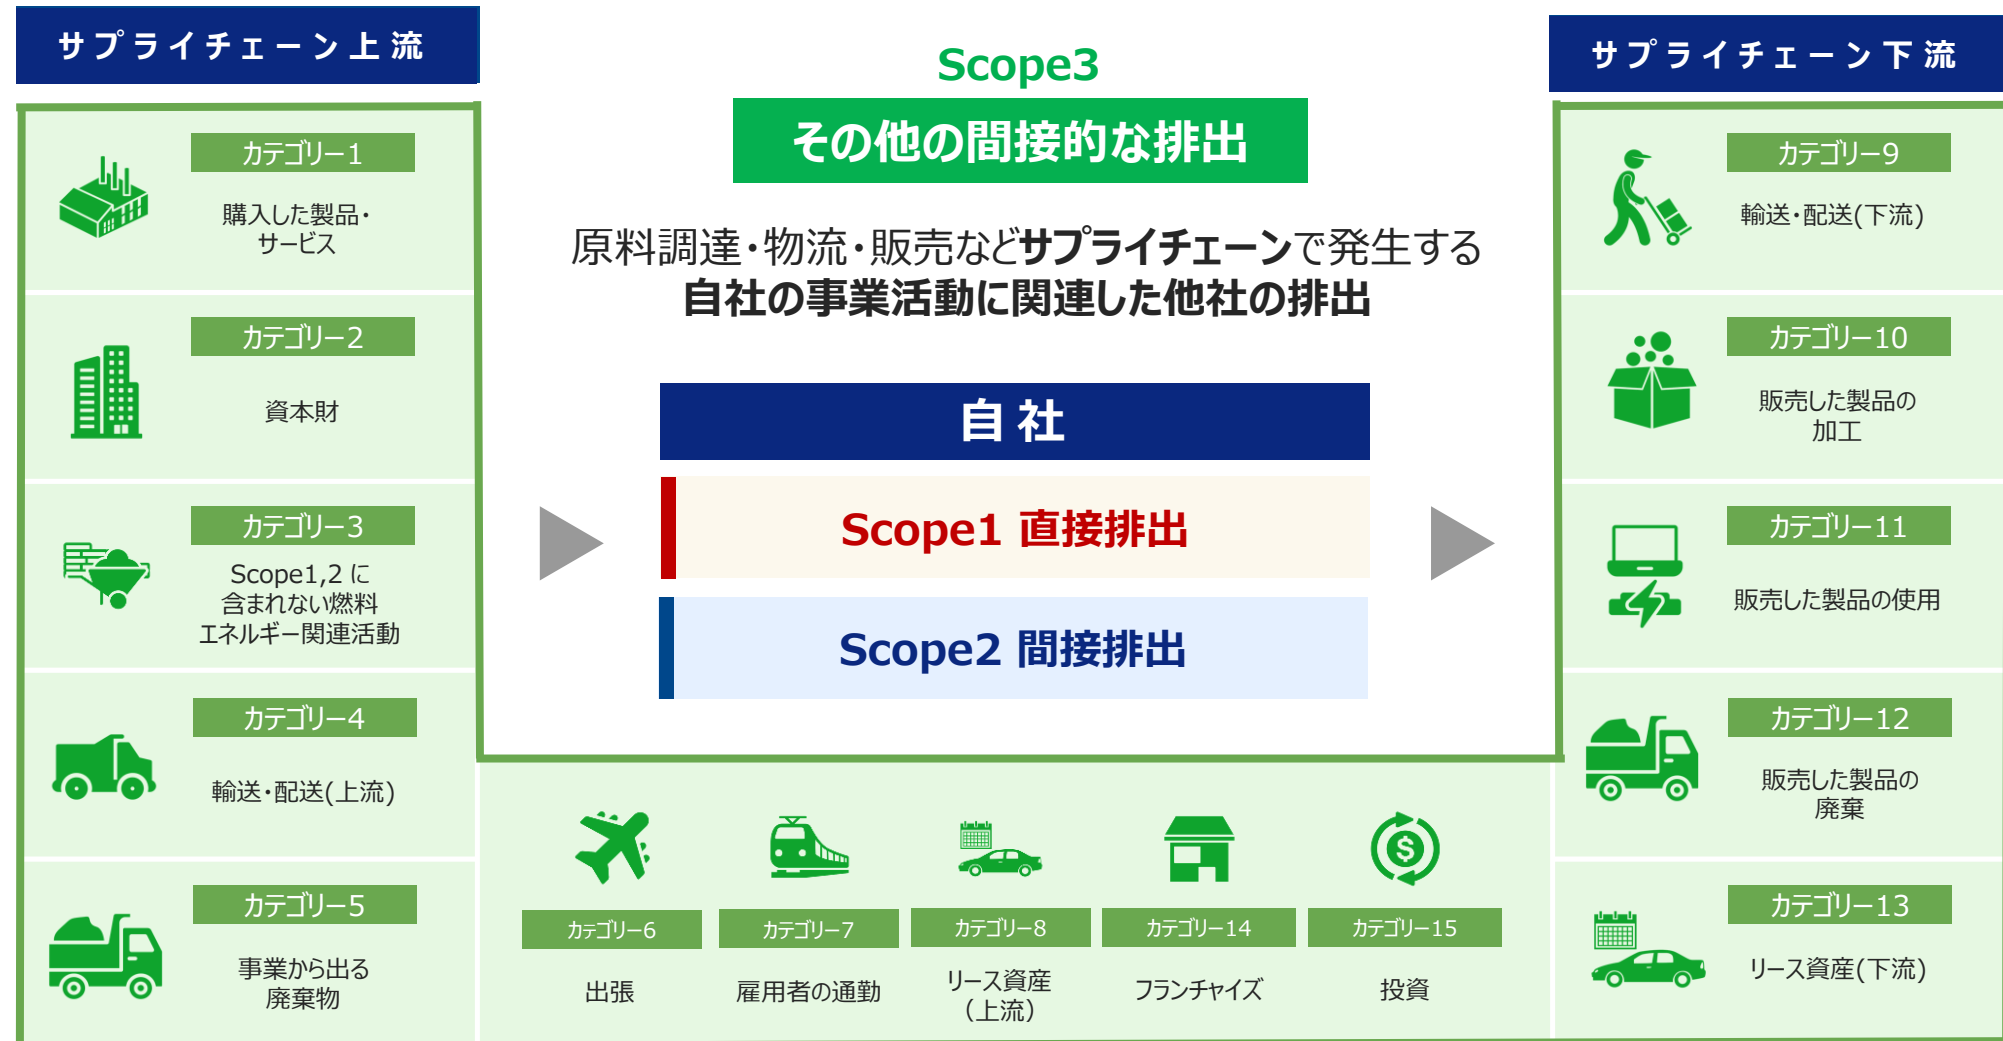 サプライチェーン上流
カテゴリー1
購入した製品・
サービス
カテゴリー2
資本財
カテゴリー3
Scope1,2 に
含まれない燃料
エネルギー関連活動
カテゴリー4
輸送・配送(上流)
カテゴリー5
事業から出る
廃棄物
Scope3
その他の間接的な排出
原料調達・物流・販売などサプライチェーンで発生する
自社の事業活動に関連した他社の排出
自社
Scope1 直接排出
Scope2 間接排出
カテゴリー6
出張
カテゴリー7
雇用者の通勤
カテゴリー8
リース資産
（上流）
カテゴリー14
フランチャイズ
$
カテゴリー15
投資
サプライチェーン下流
カテゴリー9
輸送・配送(下流)
カテゴリー10
販売した製品の
加工
カテゴリー11
販売した製品の使用
カテゴリー12
販売した製品の
廃棄
カテゴリー13
リース資産(下流)